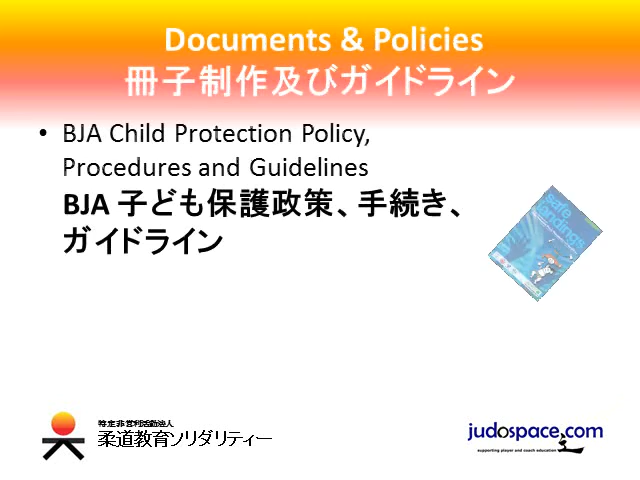 Documents & Policies
冊子制作及びガイドライン
• BJA Child Protection Policy,
Procedures and Guidelines
BJA 子ども保護政策、手続き、
ガイドライン
safe
landings
特定非営利活動法人
柔道教育ソリダリティー
judospace.com
supporting player and coach education